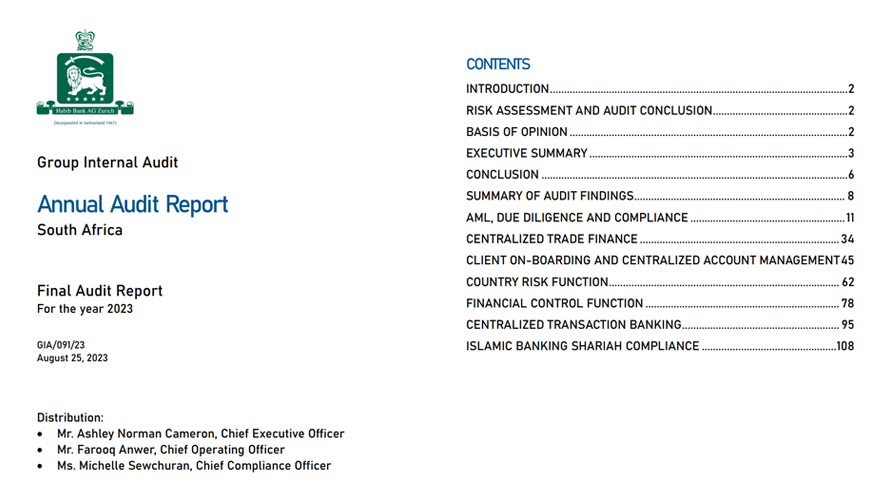 Habib Bank AG Zurich
(Incorporated in Switzerland 1967)
Group Internal Audit
Annual Audit Report
South Africa
Final Audit Report
For the year 2023
GIA/091/23
August 25, 2023
Distribution:
• Mr. Ashley Norman Cameron, Chief Executive Officer
• Mr. Farooq Anwer, Chief Operating Officer
• Ms. Michelle Sewchuran, Chief Compliance Officer
CONTENTS
INTRODUCTION.....2
RISK ASSESSMENT AND AUDIT CONCLUSION.....2
BASIS OF OPINION.....2
EXECUTIVE SUMMARY.....3
CONCLUSION.....6
SUMMARY OF AUDIT FINDINGS.....8
AML, DUE DILIGENCE AND COMPLIANCE.....11
CENTRALIZED TRADE FINANCE.....34
CLIENT ON-BOARDING AND CENTRALIZED ACCOUNT MANAGEMENT45
COUNTRY RISK FUNCTION.....62
FINANCIAL CONTROL FUNCTION.....78
CENTRALIZED TRANSACTION BANKING.....95
ISLAMIC BANKING SHARIAH COMPLIANCE.....108